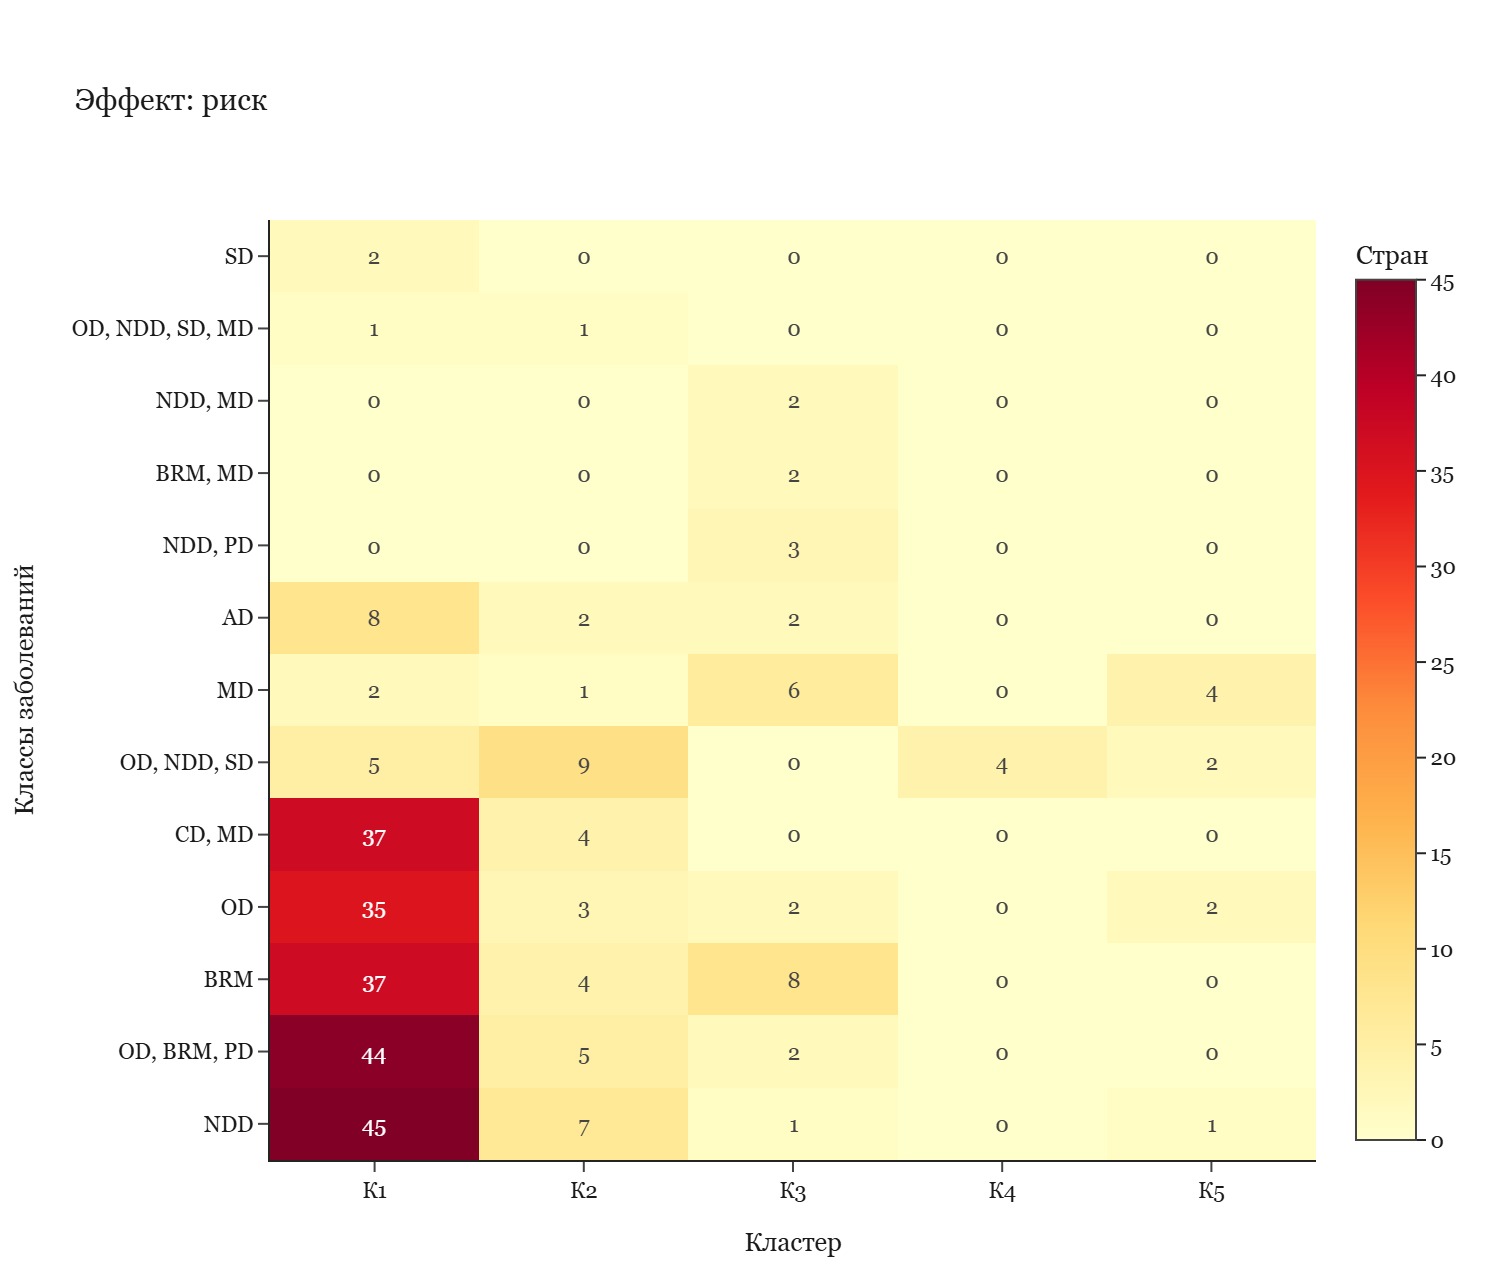 Эффект: риск
Стран
SD 2 0 0 0 0
OD, NDD, SD, MD 1 1 0 0 0
NDD, MD 0 0 2 0 0
BRM, MD 0 0 2 0 0
NDD, PD 0 0 3 0 0
AD 8 2 2 0 0
MD 2 1 6 0 4
OD, NDD, SD 5 9 0 4 2
CD, MD 37 4 0 0 0
OD 35 3 2 0 2
BRM 37 4 8 0 0
OD, BRM, PD 44 5 2 0 0
NDD 45 7 1 0 1
К1 К2 К3 К4 К5
Кластер
Классы заболеваний
45
40
35
30
25
20
15
10
5
0